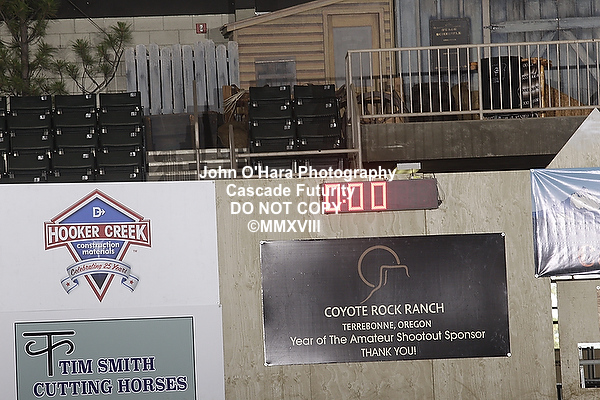 John O'Hara Photography
Cascade Futurity
DO NOT COPY
©MMXVIII
HOOKER CREEK
construction
materials
Celebrating 25 Years
COYOTE ROCK RANCH
TERREBONNE, OREGON
Year of The Amateur Shootout Sponsor
THANK YOU!
TIM SMITH
CUTTING HORSES